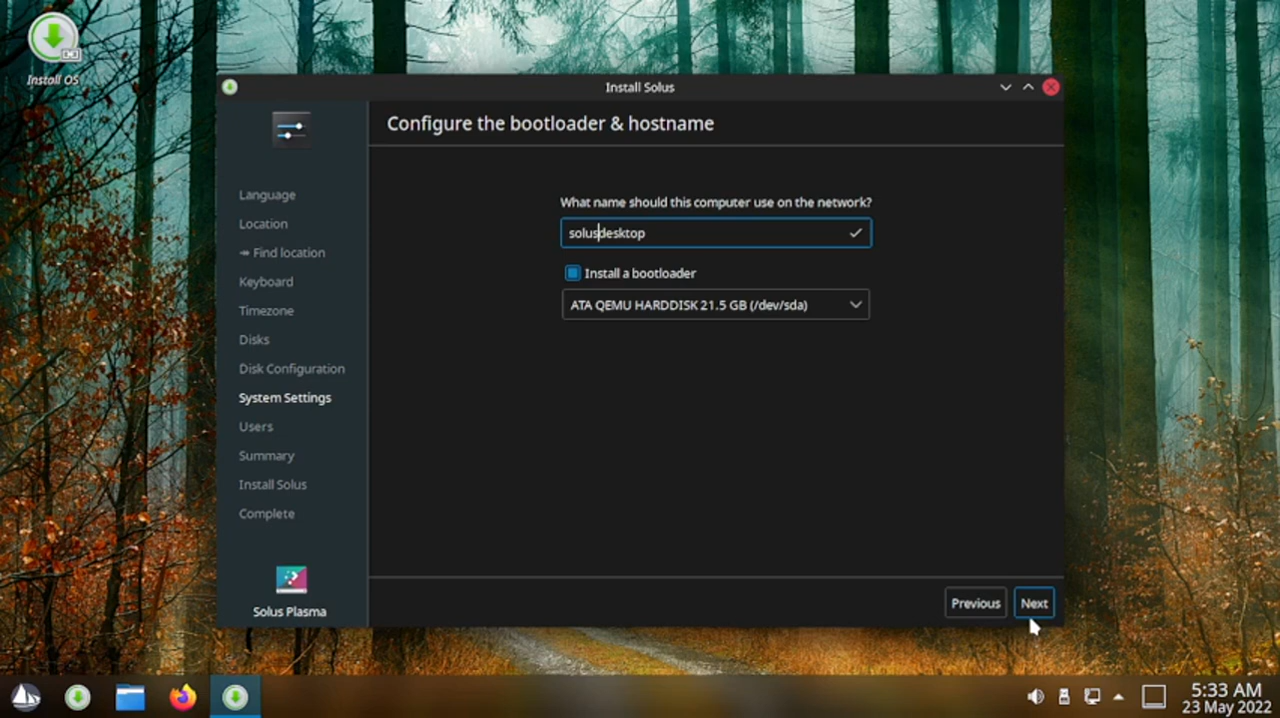 Install OS
Install Solus
Configure the bootloader & hostname
Language
Location
↠ Find location
Keyboard
Timezone
Disks
Disk Configuration
System Settings
Users
Summary
Install Solus
Complete
Solus Plasma
What name should this computer use on the network?
solusdesktop
Install a bootloader
ATA QEMU HARDDISK 21.5 GB (/dev/sda)
Previous
Next
5:33 AM
23 May 2022